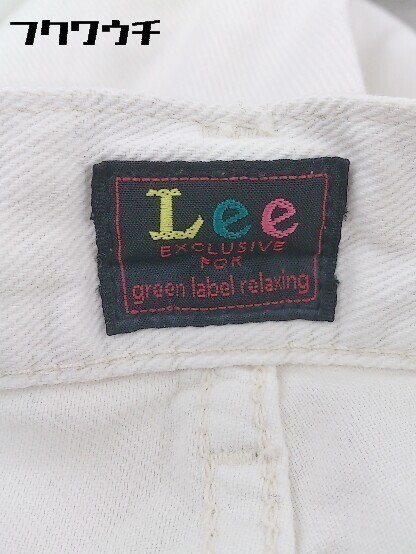 フクワウチ
Lee
EXCLUSIVE
FOR
green label relaxing